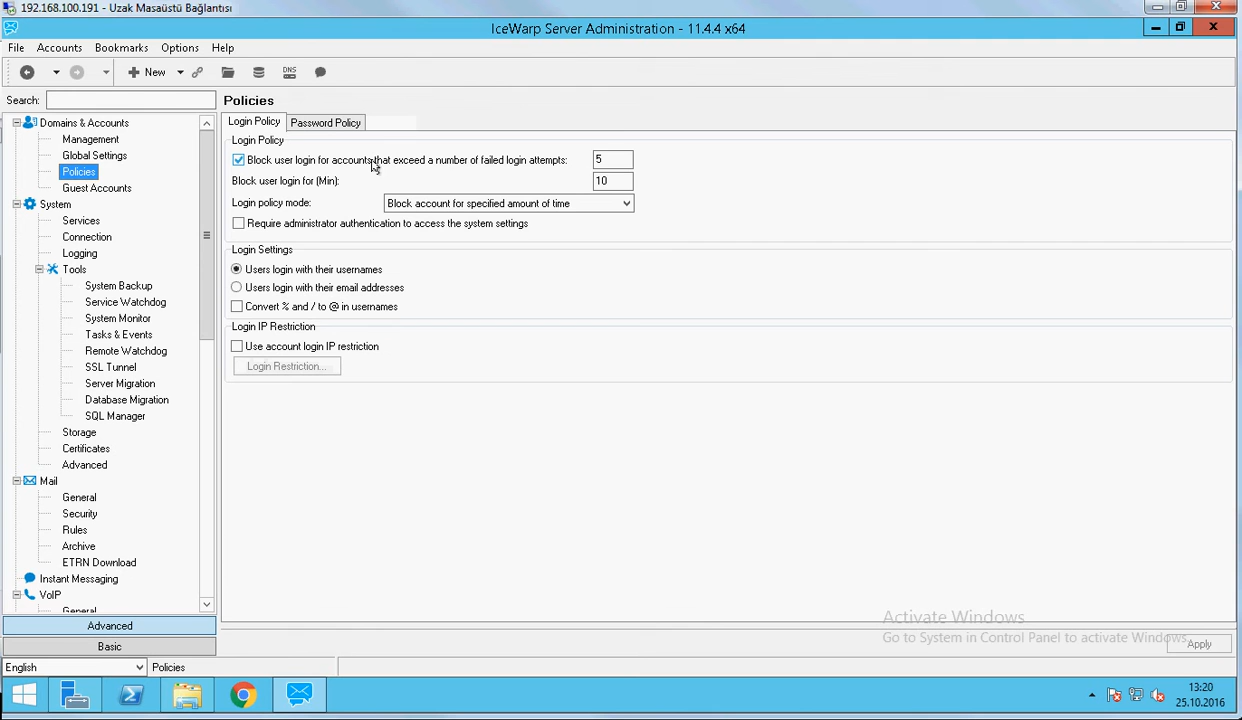 192.168.100.191 - Uzak Masaüstü Bağlantısı
IceWarp Server Administration - 11.4.4 x64
File Accounts Bookmarks Options Help
New DNS
Search:
Policies
Domains & Accounts
Management
Global Settings
Policies
Guest Accounts
System
Services
Connection
Logging
Tools
System Backup
Service Watchdog
System Monitor
Tasks & Events
Remote Watchdog
SSL Tunnel
Server Migration
Database Migration
SQL Manager
Storage
Certificates
Advanced
Mail
General
Security
Rules
Archive
ETRN Download
Instant Messaging
VoIP
General
Advanced
Basic
Login Policy Password Policy
Login Policy
Block user login for accounts that exceed a number of failed login attempts: 5
Block user login for (Min): 10
Login policy mode: Block account for specified amount of time
Require administrator authentication to access the system settings
Login Settings
Users login with their usernames
Users login with their email addresses
Convert % and / to @ in usernames
Login IP Restriction
Use account login IP restriction
Login Restriction...
Activate Windows
Go to System in Control Panel to activate Windows.
Apply
English Policies
13:20
25.10.2016